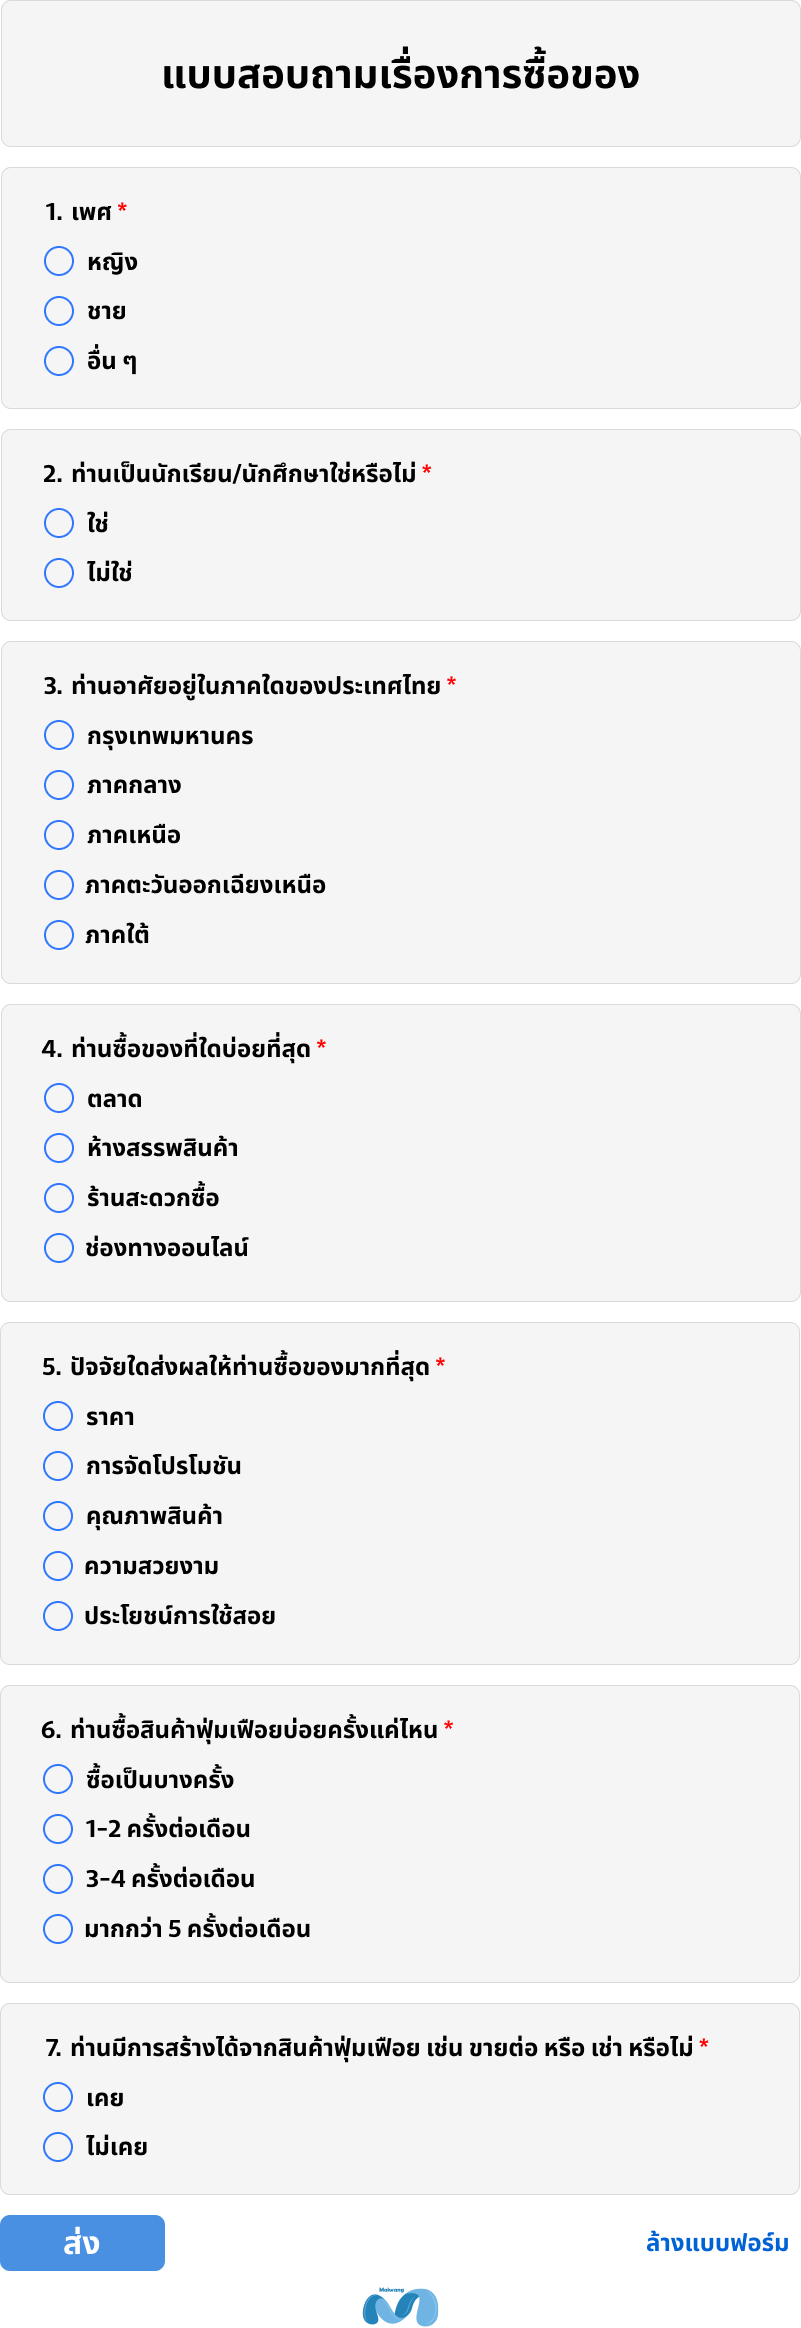 แบบสอบถามเรื่องการซื้อของ
1. เพศ *
หญิง
ชาย
อื่น ๆ
2. ท่านเป็นนักเรียน/นักศึกษาใช่หรือไม่ *
ใช่
ไม่ใช่
3. ท่านอาศัยอยู่ในภาคใดของประเทศไทย *
กรุงเทพมหานคร
ภาคกลาง
ภาคเหนือ
ภาคตะวันออกเฉียงเหนือ
ภาคใต้
4. ท่านซื้อของที่ใดบ่อยที่สุด *
ตลาด
ห้างสรรพสินค้า
ร้านสะดวกซื้อ
ช่องทางออนไลน์
5. ปัจจัยใดส่งผลให้ท่านซื้อของมากที่สุด *
ราคา
การจัดโปรโมชัน
คุณภาพสินค้า
ความสวยงาม
ประโยชน์การใช้สอย
6. ท่านซื้อสินค้าฟุ่มเฟือยบ่อยครั้งแค่ไหน *
ซื้อเป็นบางครั้ง
1-2 ครั้งต่อเดือน
3-4 ครั้งต่อเดือน
มากกว่า 5 ครั้งต่อเดือน
7. ท่านมีการสร้างได้จากสินค้าฟุ่มเฟือย เช่น ขายต่อ หรือ เช่า หรือไม่ *
เคย
ไม่เคย
ส่ง
ล้างแบบฟอร์ม
Maiwang